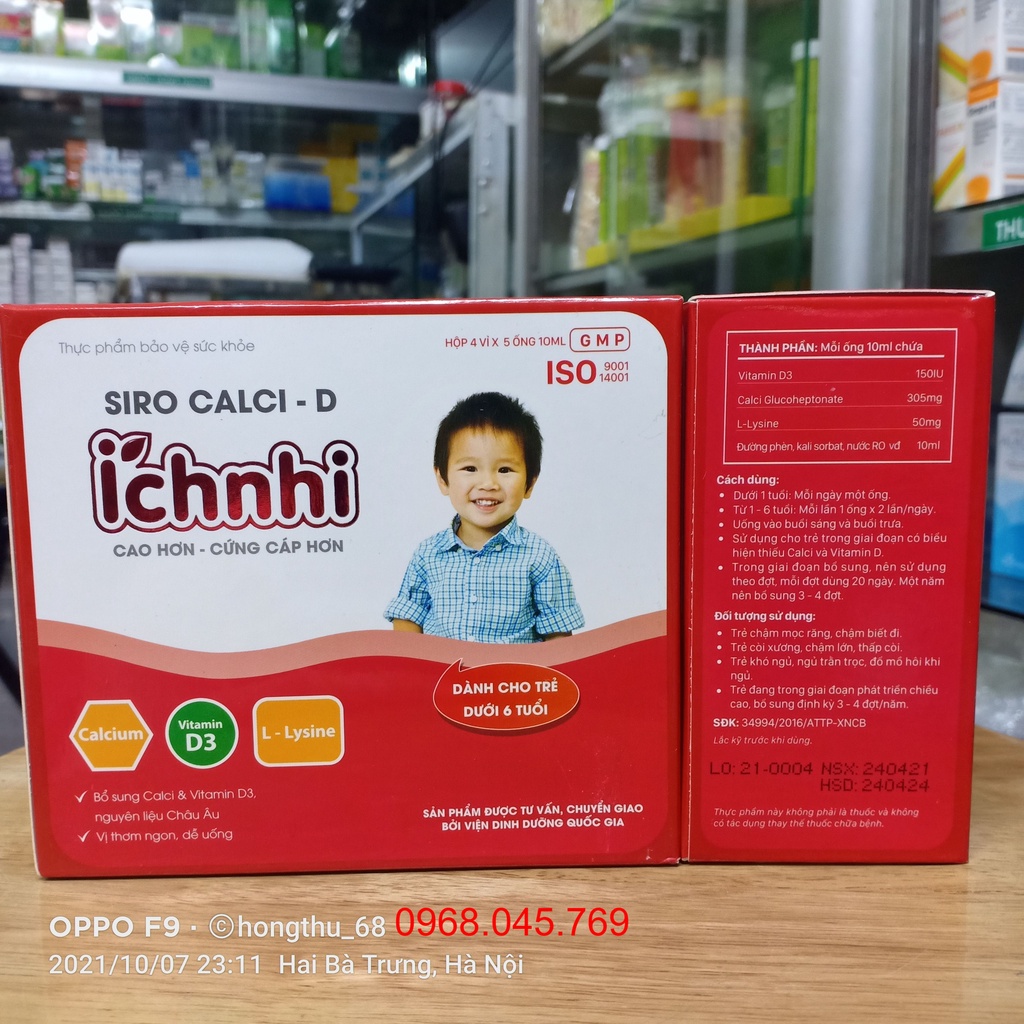 Thực phẩm bảo vệ sức khỏe
HỘP 4 VỈ X 5 ỐNG 10ML GMP
ISO 9001
14001
SIRO CALCI - D
ichnhi
CAO HƠN - CỨNG CÁP HƠN
DÀNH CHO TRẺ
DƯỚI 6 TUỔI
Calcium
Vitamin
D3
L - Lysine
✓ Bổ sung Calci & Vitamin D3,
nguyên liệu Châu Âu
✓ Vị thơm ngon, dễ uống
SẢN PHẨM ĐƯỢC TƯ VẤN, CHUYỂN GIAO
BỞI VIỆN DINH DƯỠNG QUỐC GIA
THÀNH PHẦN: Mỗi ống 10ml chứa
Vitamin D3 150IU
Calci Glucoheptonate 305mg
L-Lysine 50mg
Đường phèn, kali sorbat, nước RO vđ 10ml
Cách dùng:
• Dưới 1 tuổi: Mỗi ngày một ống.
• Từ 1 - 6 tuổi: Mỗi lần 1 ống x 2 lần/ngày.
• Uống vào buổi sáng và buổi trưa.
• Sử dụng cho trẻ trong giai đoạn có biểu
hiện thiếu Calci và Vitamin D.
• Trong giai đoạn bổ sung, nên sử dụng
theo đợt, mỗi đợt dùng 20 ngày. Một năm
nên bổ sung 3 - 4 đợt.
Đối tượng sử dụng:
• Trẻ chậm mọc răng, chậm biết đi.
• Trẻ còi xương, chậm lớn, thấp còi.
• Trẻ khó ngủ, ngủ trằn trọc, đổ mồ hôi khi
ngủ.
• Trẻ đang trong giai đoạn phát triển chiều
cao, bổ sung định kỳ 3 - 4 đợt/năm.
SĐK: 34994/2016/ATTP-XNCB
Lắc kỹ trước khi dùng.
LO: 21-0004 NSX: 240421
HSD: 240424
Thực phẩm này không phải là thuốc và không
có tác dụng thay thế thuốc chữa bệnh.
THU
OPPO F9 · ©hongthu_68 0968.045.769
2021/10/07 23:11 Hai Bà Trưng, Hà Nội